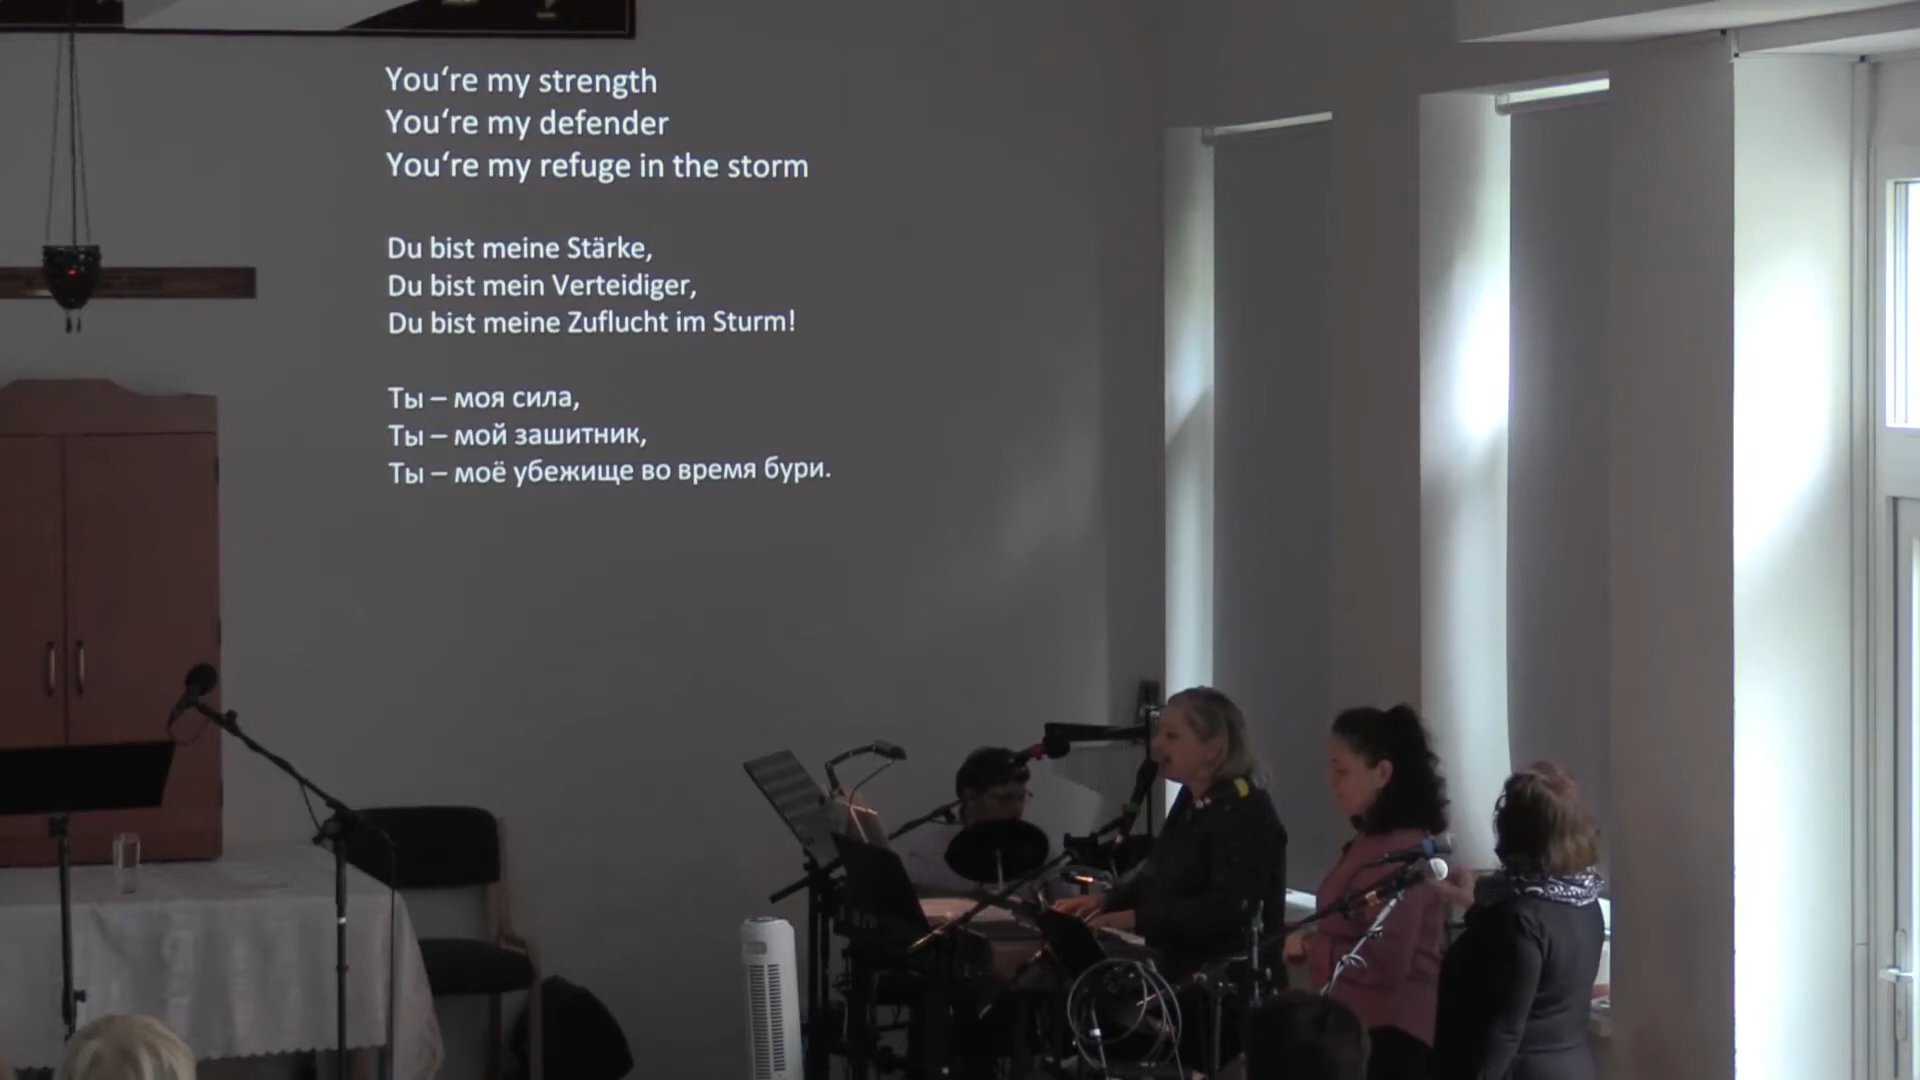 You‘re my strength
You‘re my defender
You‘re my refuge in the storm
Du bist meine Stärke,
Du bist mein Verteidiger,
Du bist meine Zuflucht im Sturm!
Ты – моя сила,
Ты – мой зашитник,
Ты – моё убежище во время бури.